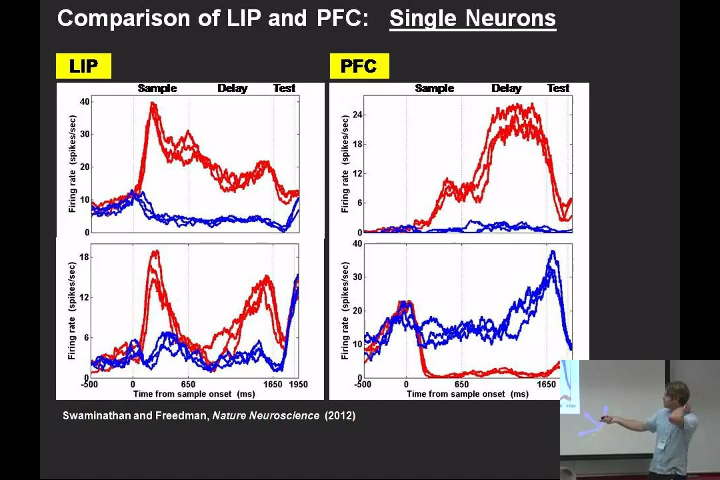 Comparison of LIP and PFC: Single Neurons
LIP
PFC
Sample Delay Test
Sample Delay Test
Firing rate (spikes/sec)
40
30
20
10
0
Firing rate (spikes/sec)
24
18
12
6
0
Firing rate (spikes/sec)
18
12
6
0
Firing rate (spikes/sec)
40
30
20
10
0
-500 0 650 1650 1950
Time from sample onset (ms)
-500 0 650 1650
Time from sample onset (ms)
Swaminathan and Freedman, Nature Neuroscience (2012)